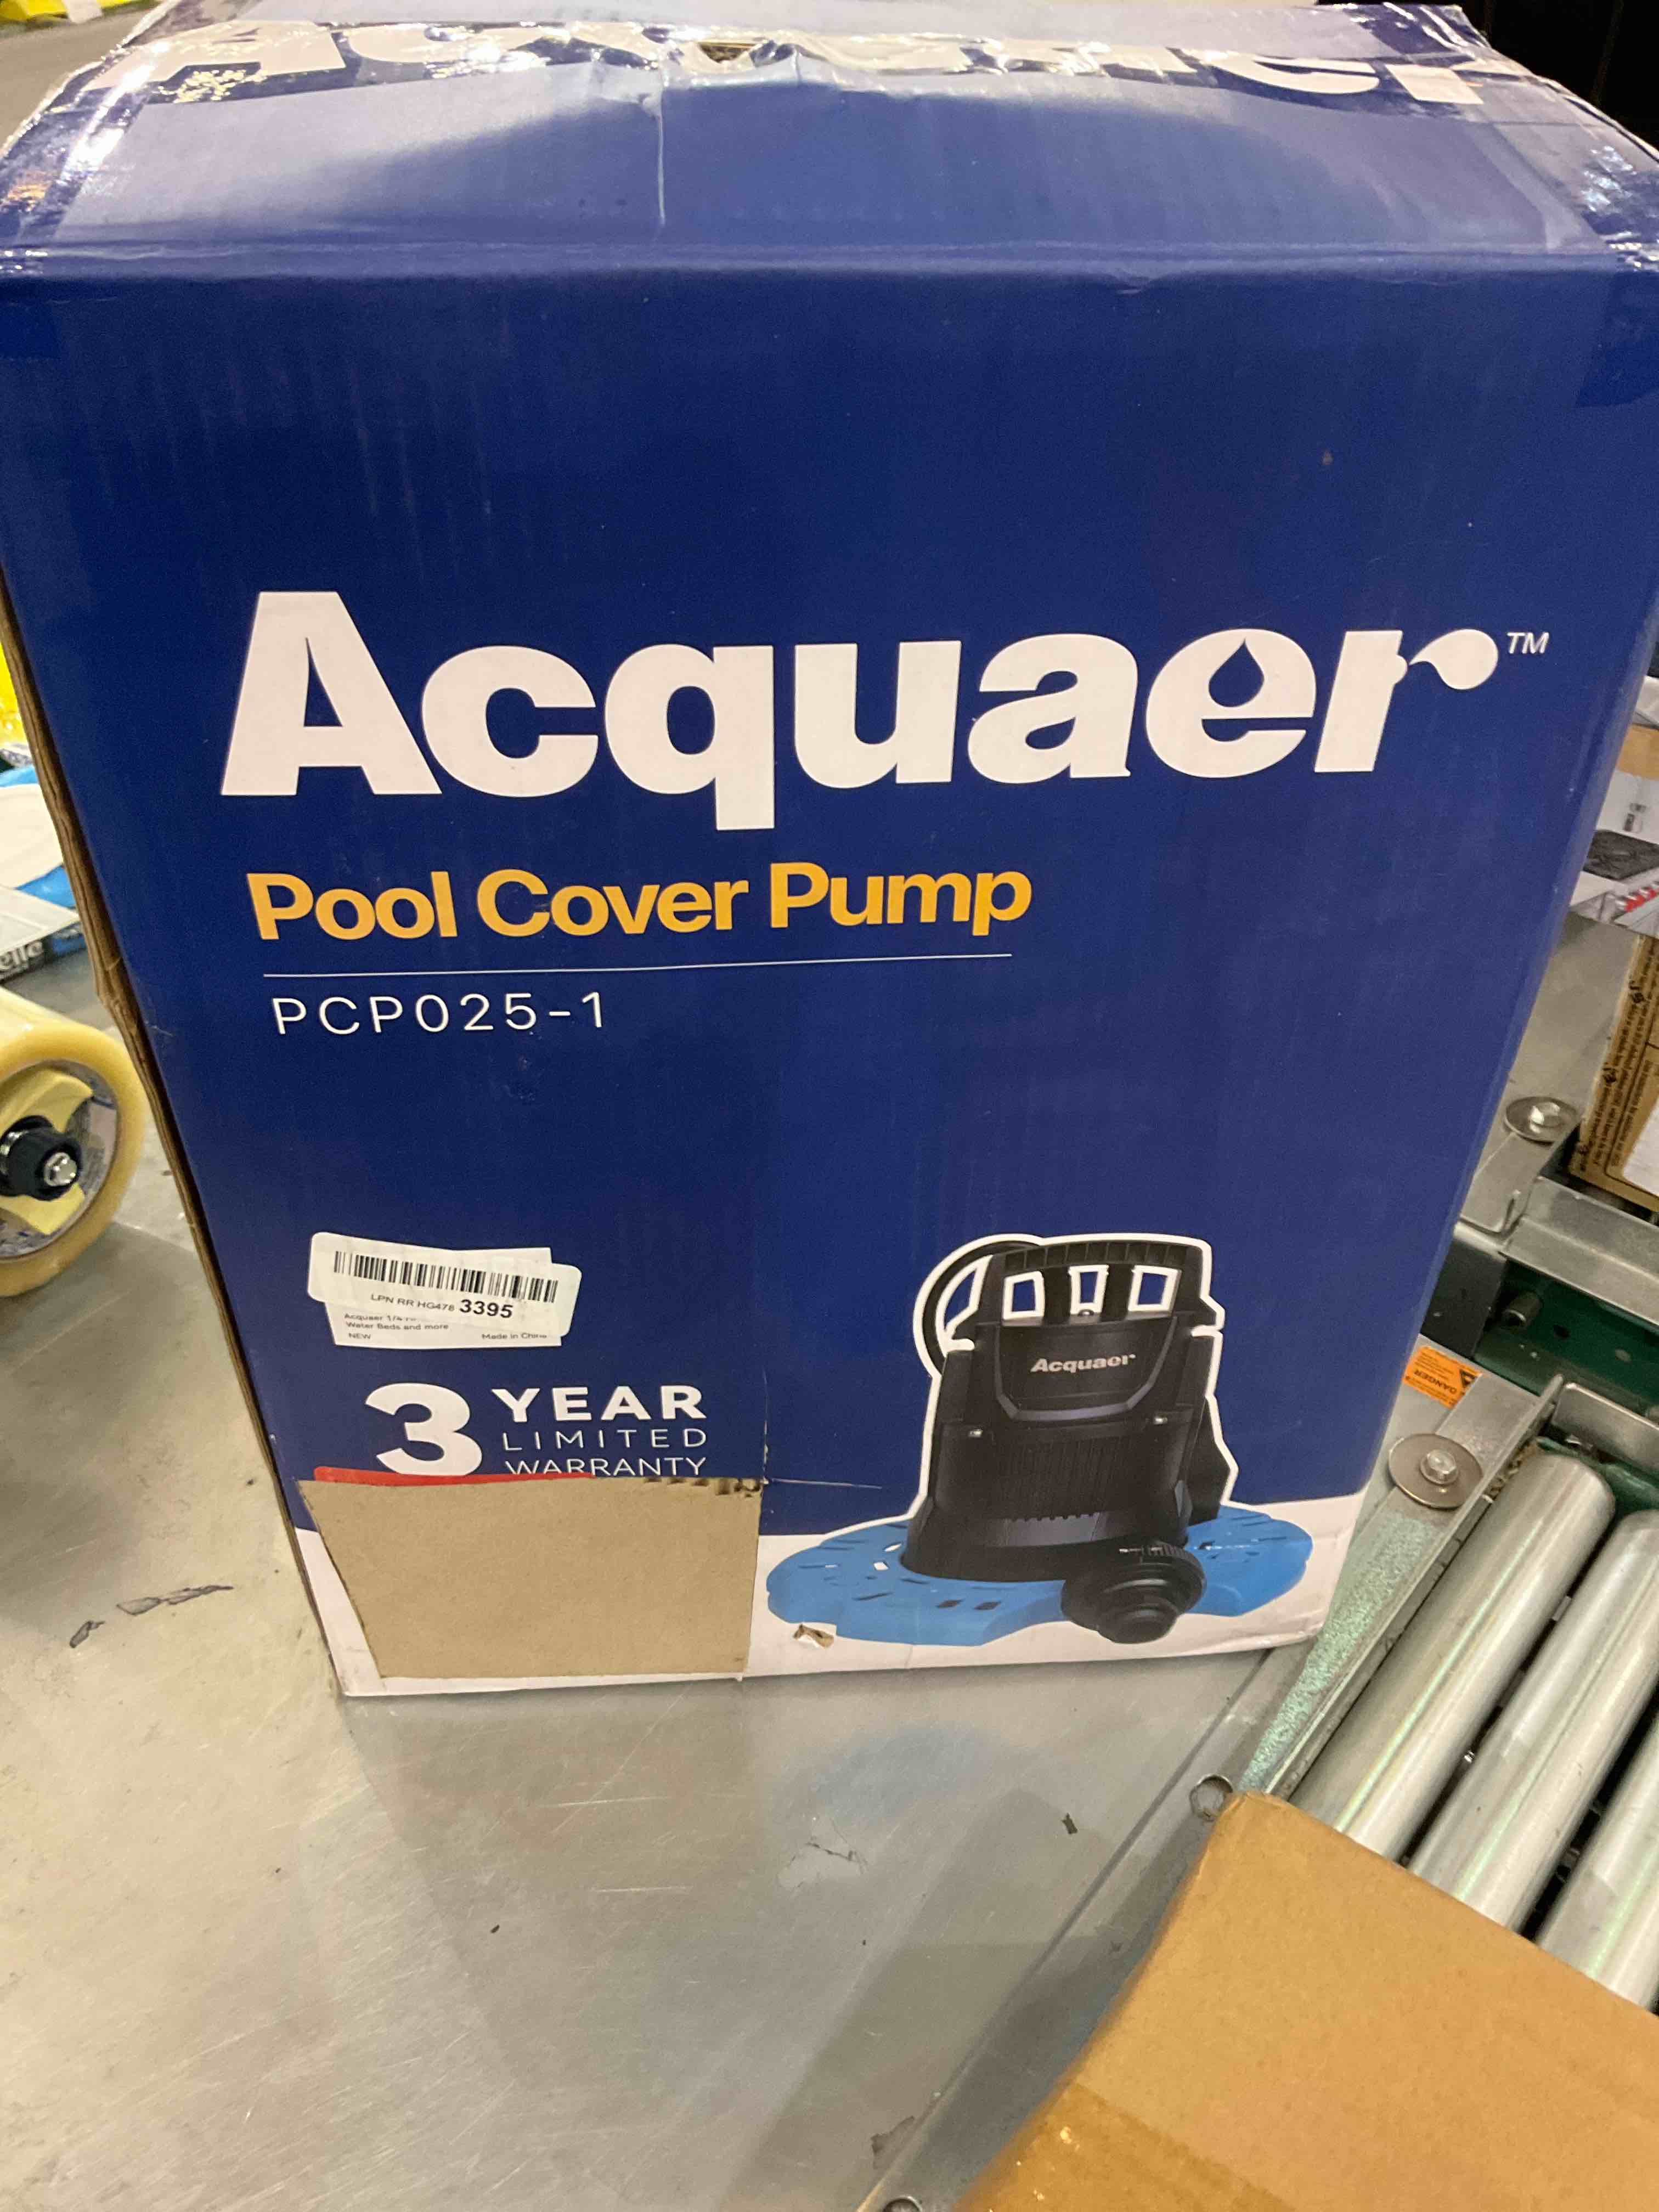 Acquaer™
Pool Cover Pump
PCP025-1
LPN RR HG478 3395
Acquaer 1/4
Water Beds and more
NEW Made in China
3 YEAR
LIMITED
WARRANTY
Acquaer
DANGER